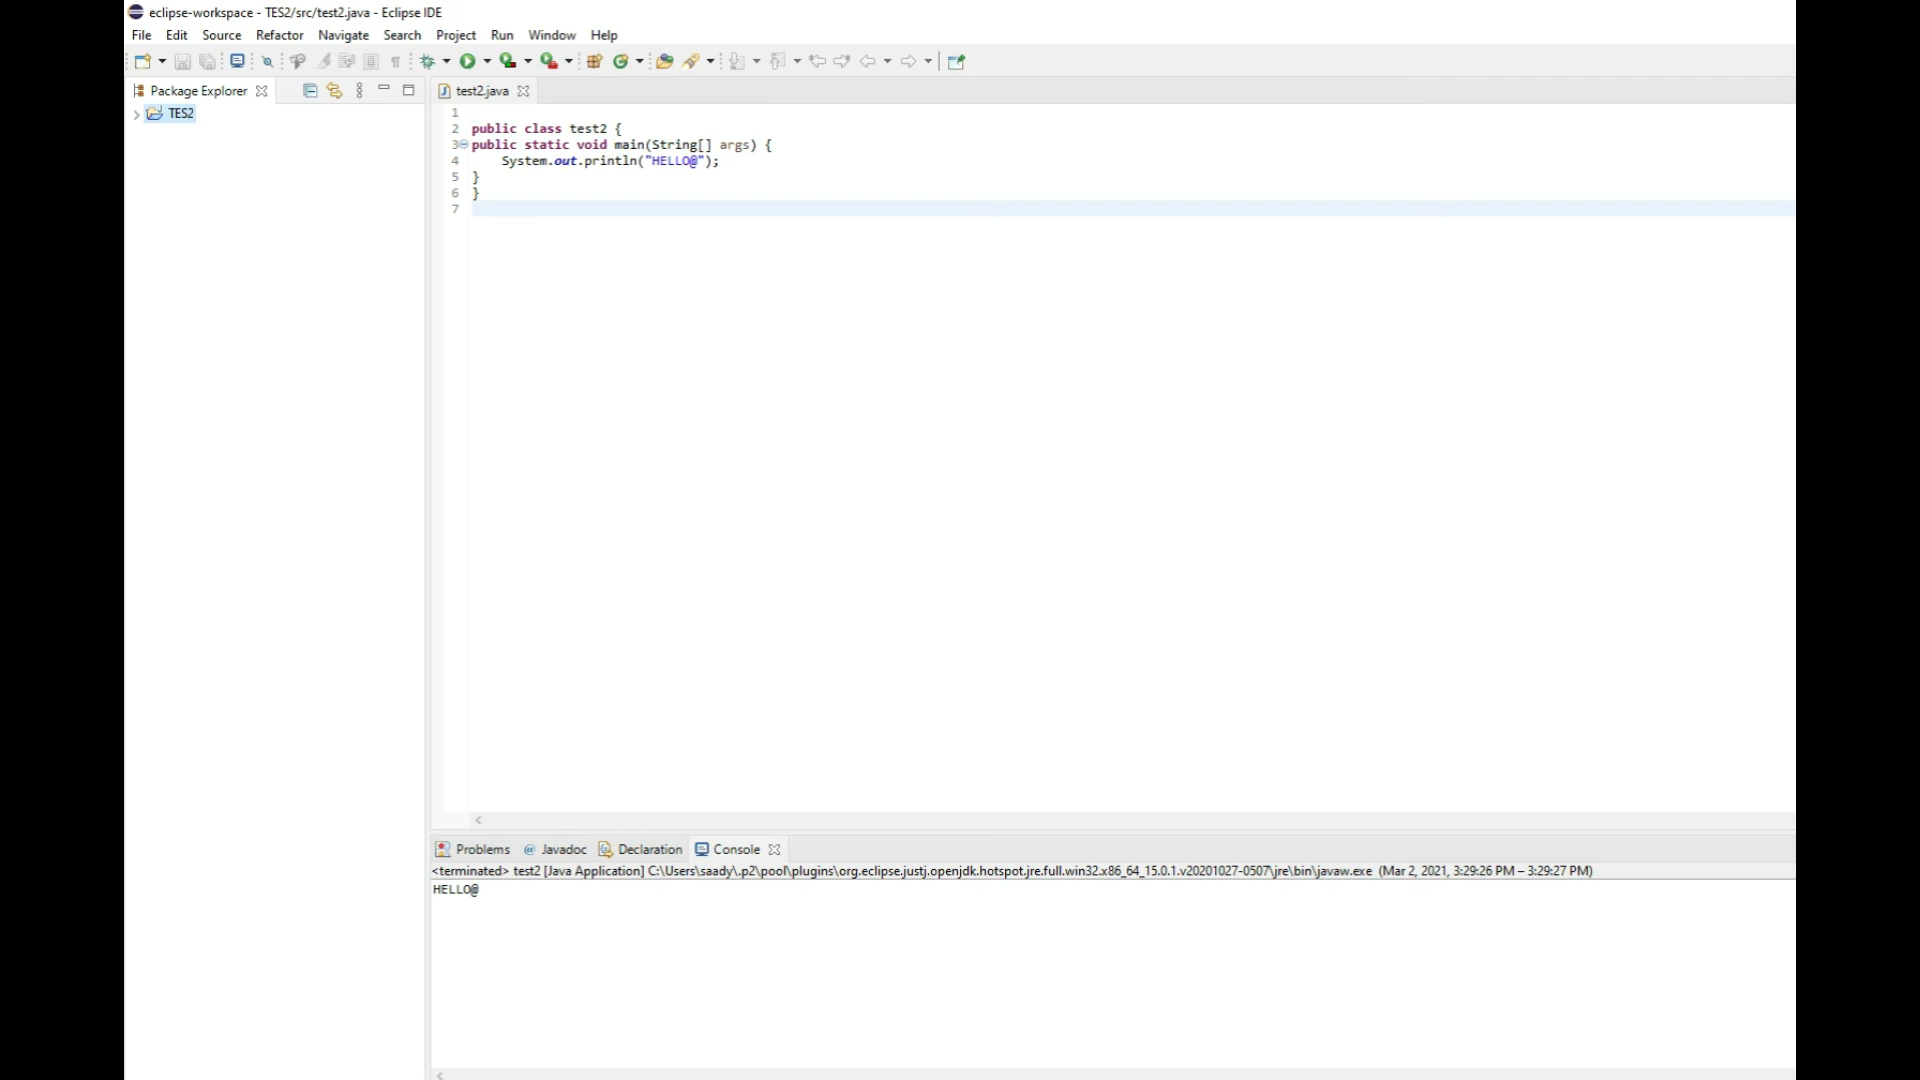 eclipse-workspace - TES2/src/test2.java - Eclipse IDE
File Edit Source Refactor Navigate Search Project Run Window Help
Package Explorer
test2.java
TES2
1
2 public class test2 {
3 public static void main(String[] args) {
4 System.out.println("HELLO@");
5 }
6 }
7
Problems @ Javadoc Declaration Console
<terminated> test2 [Java Application] C:\Users\saady\.p2\pool\plugins\org.eclipse.justj.openjdk.hotspot.jre.full.win32.x86_64_15.0.1.v20201027-0507\jre\bin\javaw.exe (Mar 2, 2021, 3:29:26 PM – 3:29:27 PM)
HELLO@